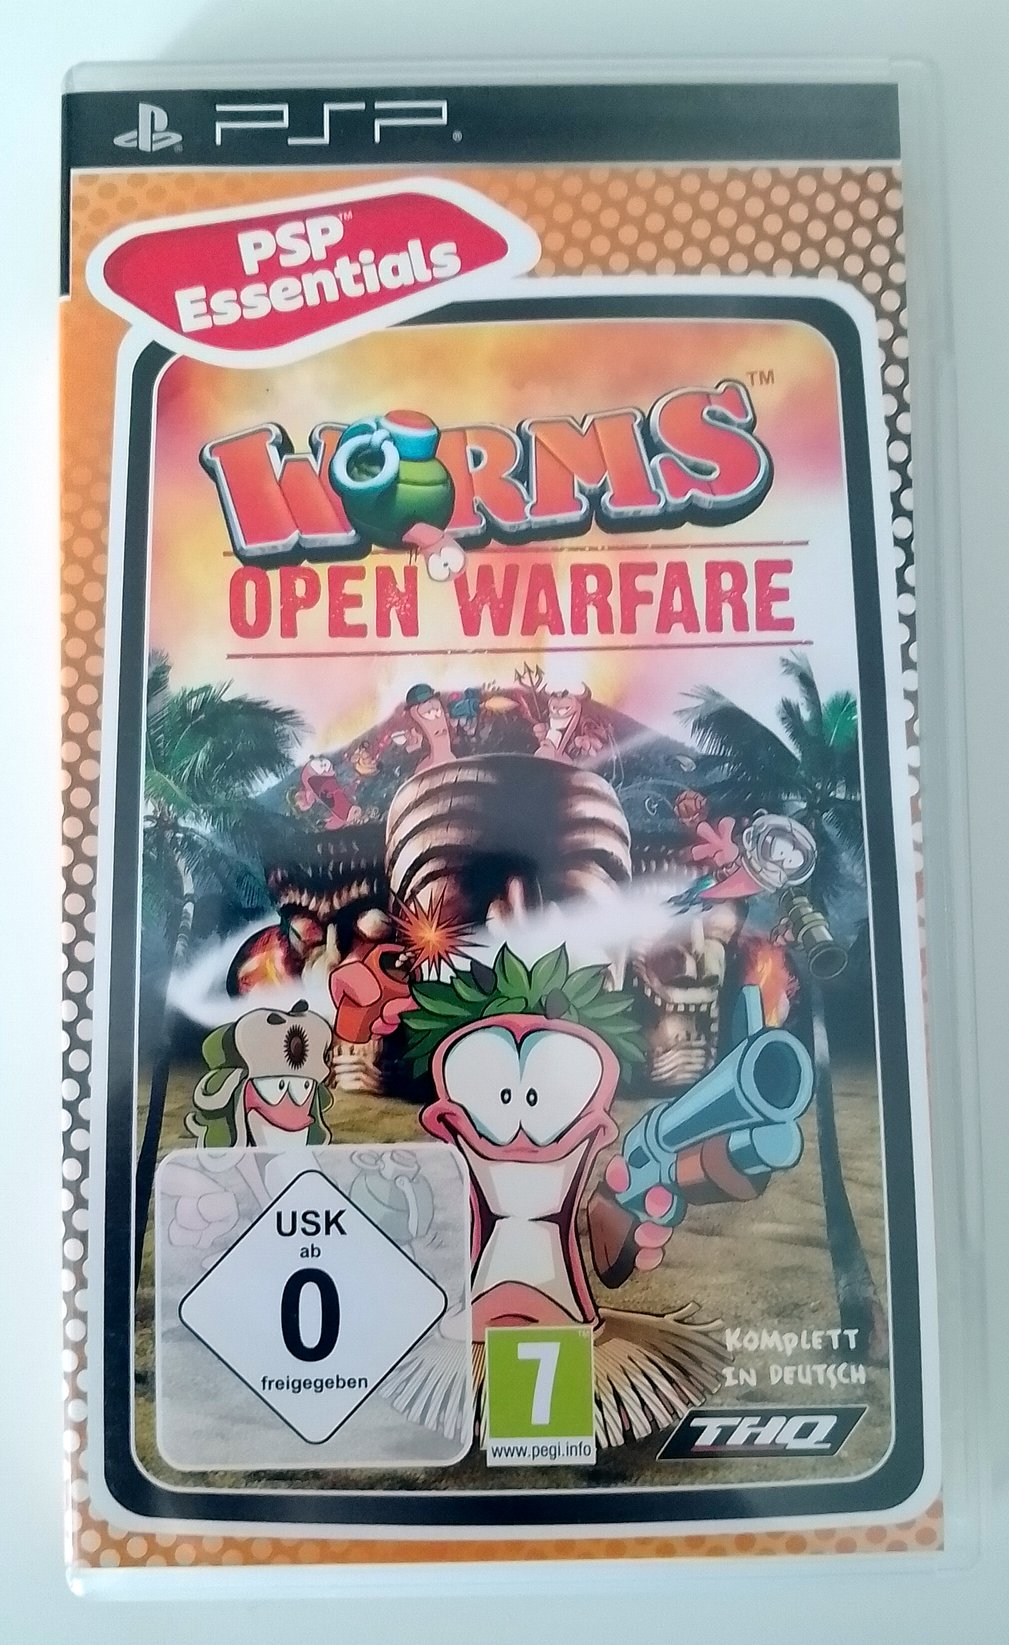 PSP
PSP™
Essentials
WORMS™
OPEN WARFARE
USK
ab
0
freigegeben
7
www.pegi.info
KOMPLETT
IN DEUTSCH
THQ